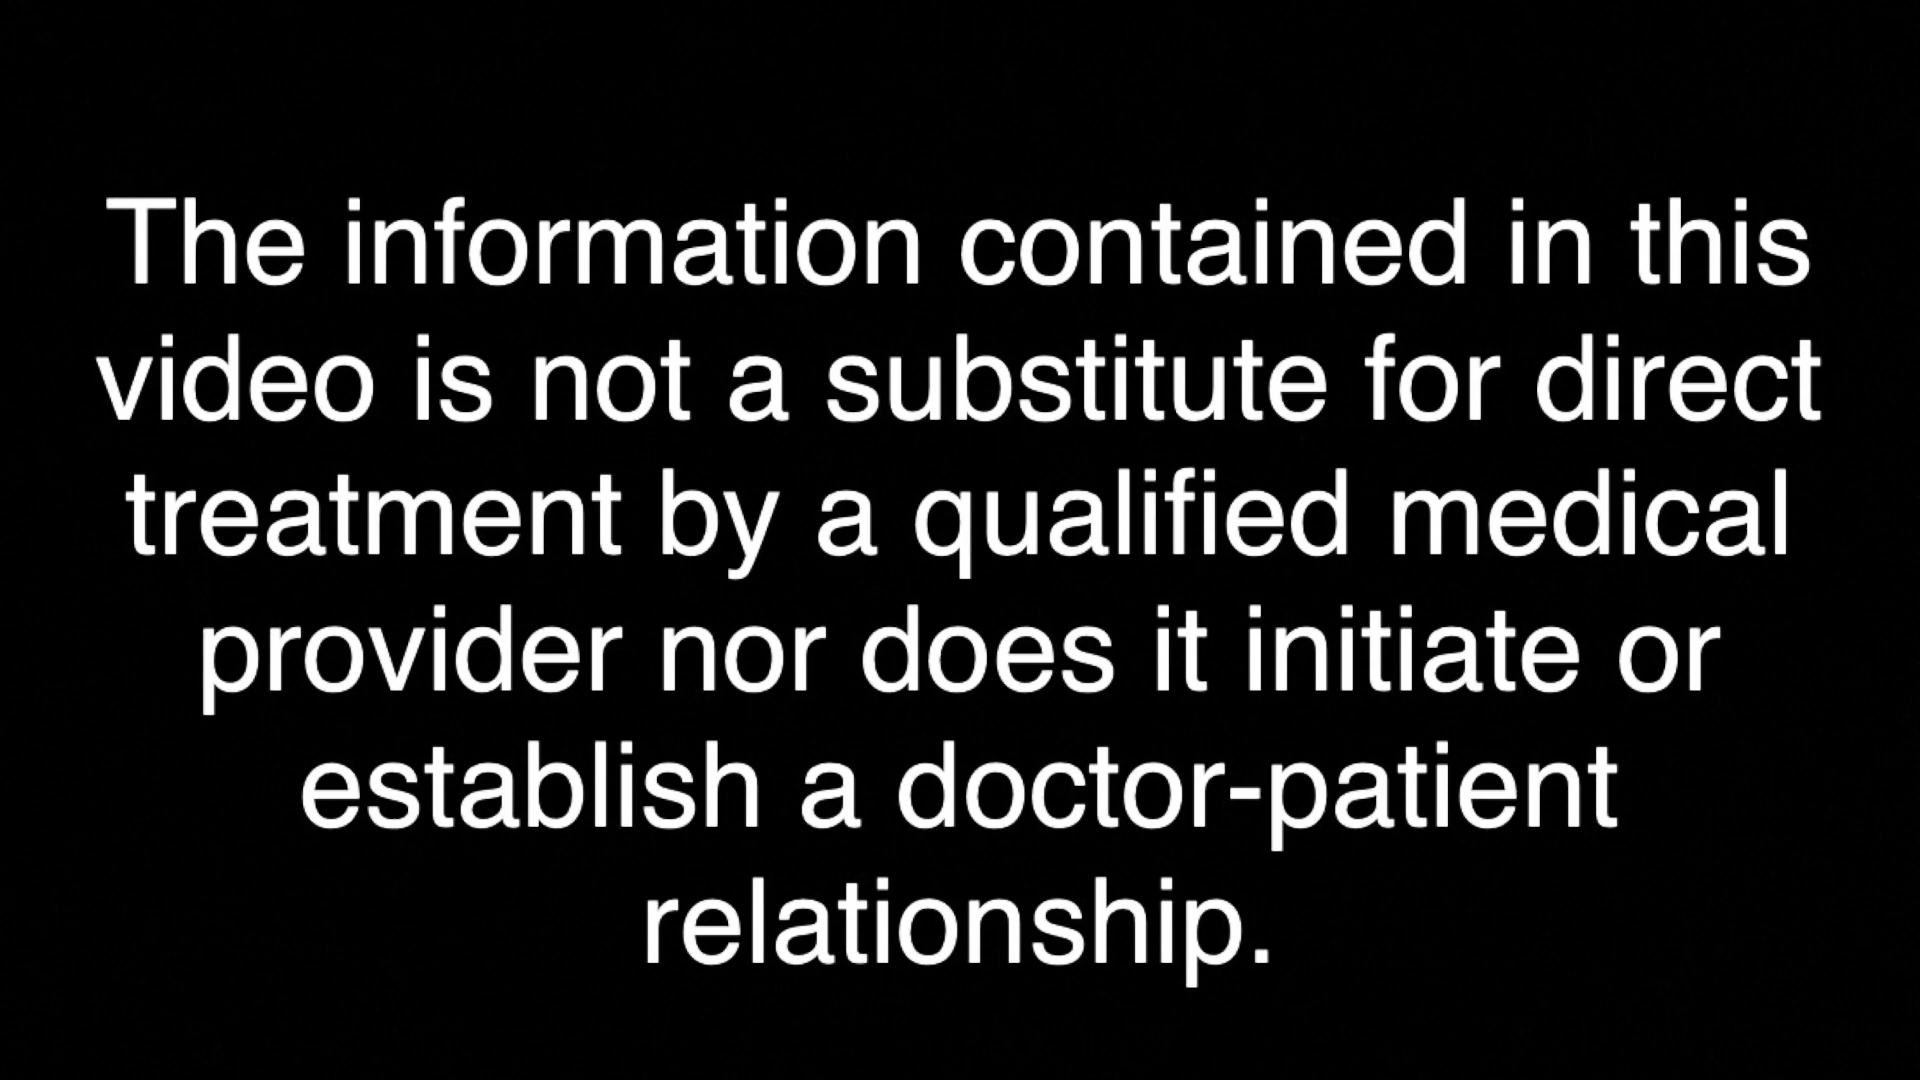 The information contained in this
video is not a substitute for direct
treatment by a qualified medical
provider nor does it initiate or
establish a doctor-patient
relationship.